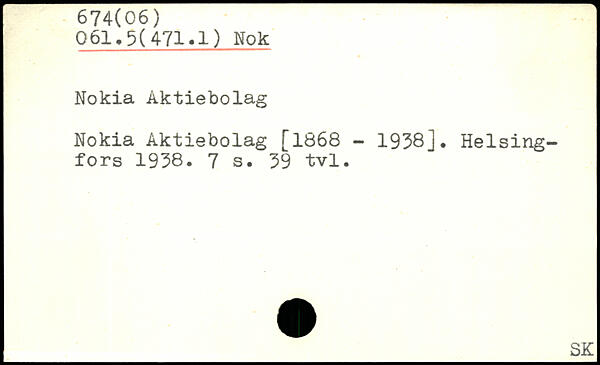 674(06)
061.5(471.1) Nok
Nokia Aktiebolag
Nokia Aktiebolag [1868 - 1938]. Helsing-
fors 1938. 7 s. 39 tvl.
SK